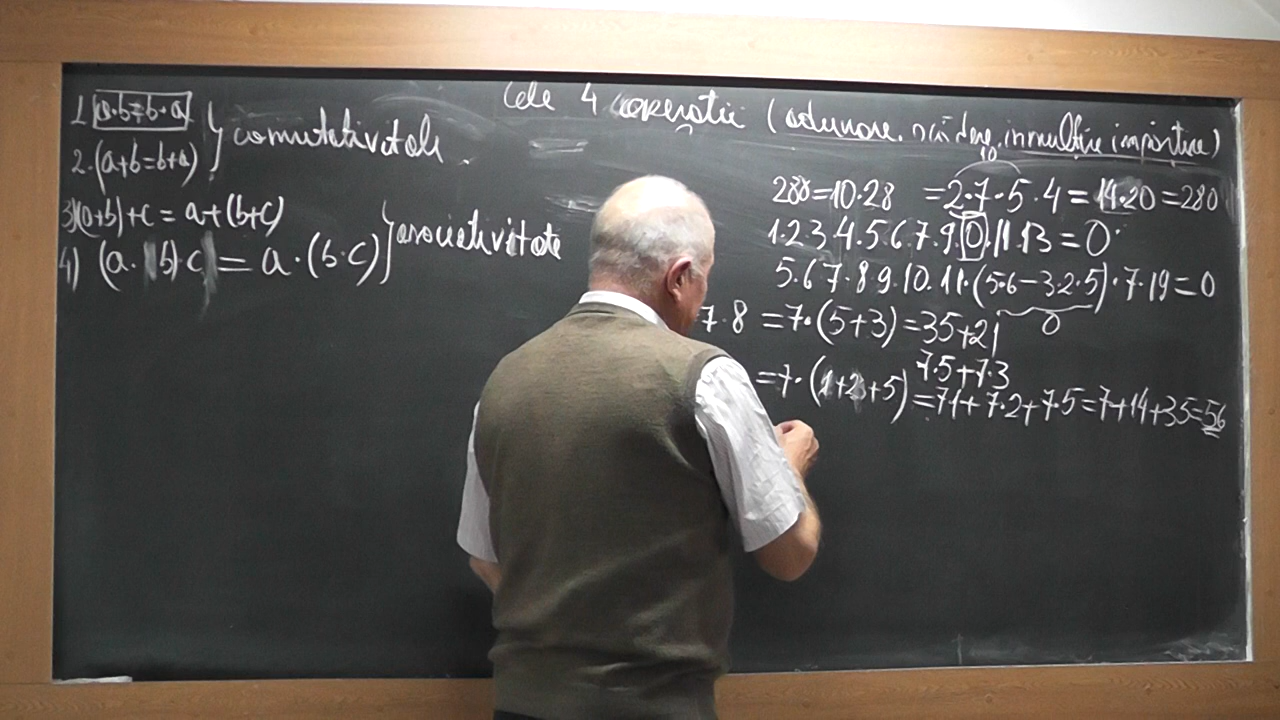 Cele 4 operații (adunare, scădere, inmulțire impărțire)
1. a·b=b·a
2. (a+b=b+a)
comutativitate
3) (a+b)+c = a+(b+c)
4) (a·b)·c = a·(b·c)
asociativitate
10
280=10·28 =2·7·5·4=14·20=280
1·2·3·4·5·6·7·9·0·11·13=0
5·6·7·8·9·10·11·(5·6-3·2·5)·7·19=0
0
7·8 =7·(5+3)=35+21
7·5+7·3
=7·(1+2+5)=7·1+7·2+7·5=7+14+35=56